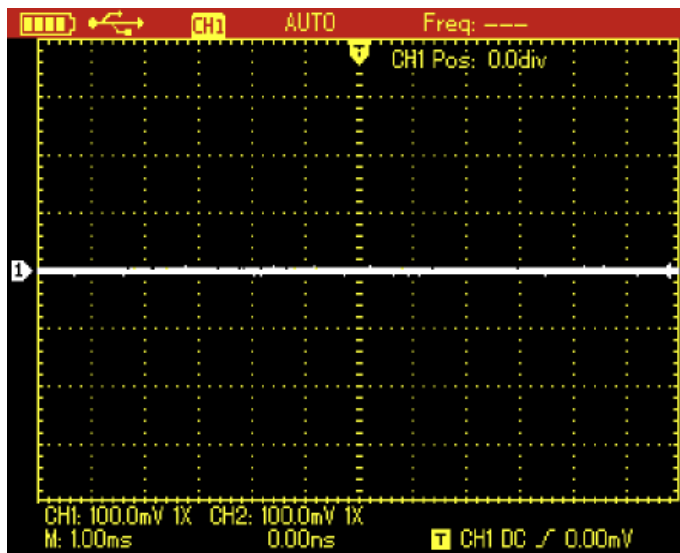 CH1 AUTO Freq: ---
T
CH1 Pos: 0.0div
1
CH1: 100.0mV 1X CH2: 100.0mV 1X
M: 1.00ms 0.00ns T CH1 DC 0.00mV